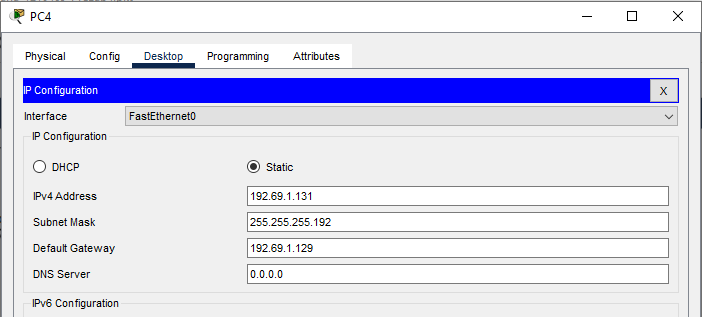 PC4
Physical Config Desktop Programming Attributes
IP Configuration X
Interface FastEthernet0
IP Configuration
DHCP Static
IPv4 Address 192.69.1.131
Subnet Mask 255.255.255.192
Default Gateway 192.69.1.129
DNS Server 0.0.0.0
IPv6 Configuration